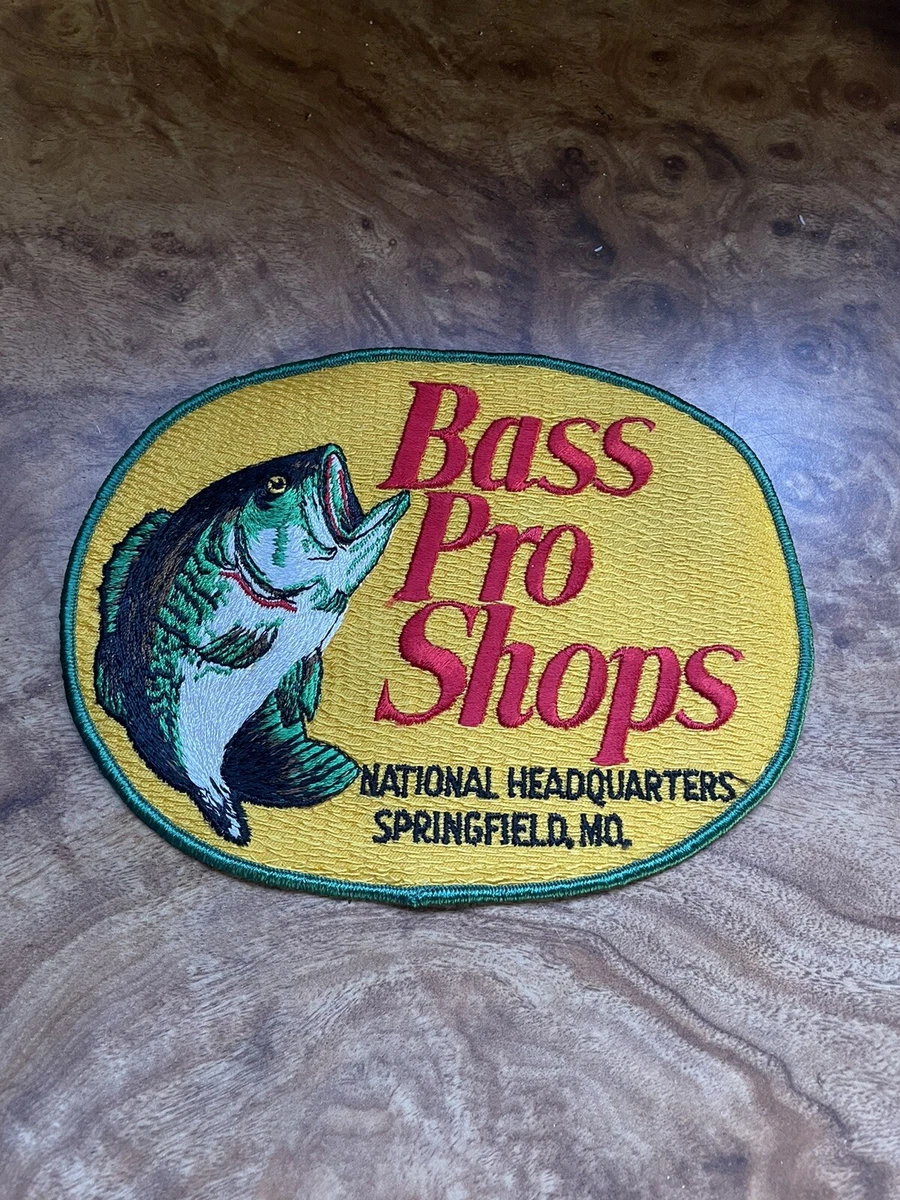 Bass
Pro
Shops
NATIONAL HEADQUARTERS
SPRINGFIELD, MO.